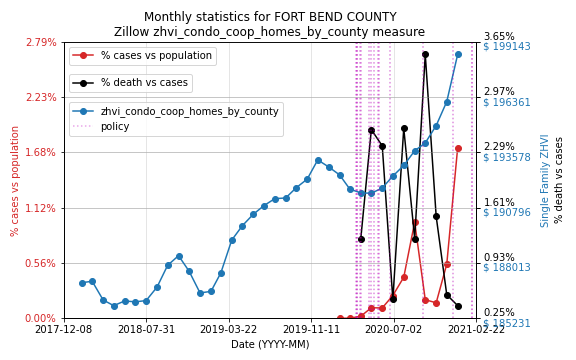 Monthly statistics for FORT BEND COUNTY
Zillow zhvi_condo_coop_homes_by_county measure
% cases vs population
% death vs cases
zhvi_condo_coop_homes_by_county
policy
% cases vs population
2.79%
2.23%
1.68%
1.12%
0.56%
0.00%
3.65%
$ 199143
2.97%
$ 196361
2.29%
$ 193578
1.61%
$ 190796
0.93%
$ 188013
0.25%
$ 185231
Single Family ZHVI
% death vs cases
2017-12-08
2018-07-31
2019-03-22
2019-11-11
2020-07-02
2021-02-22
Date (YYYY-MM)